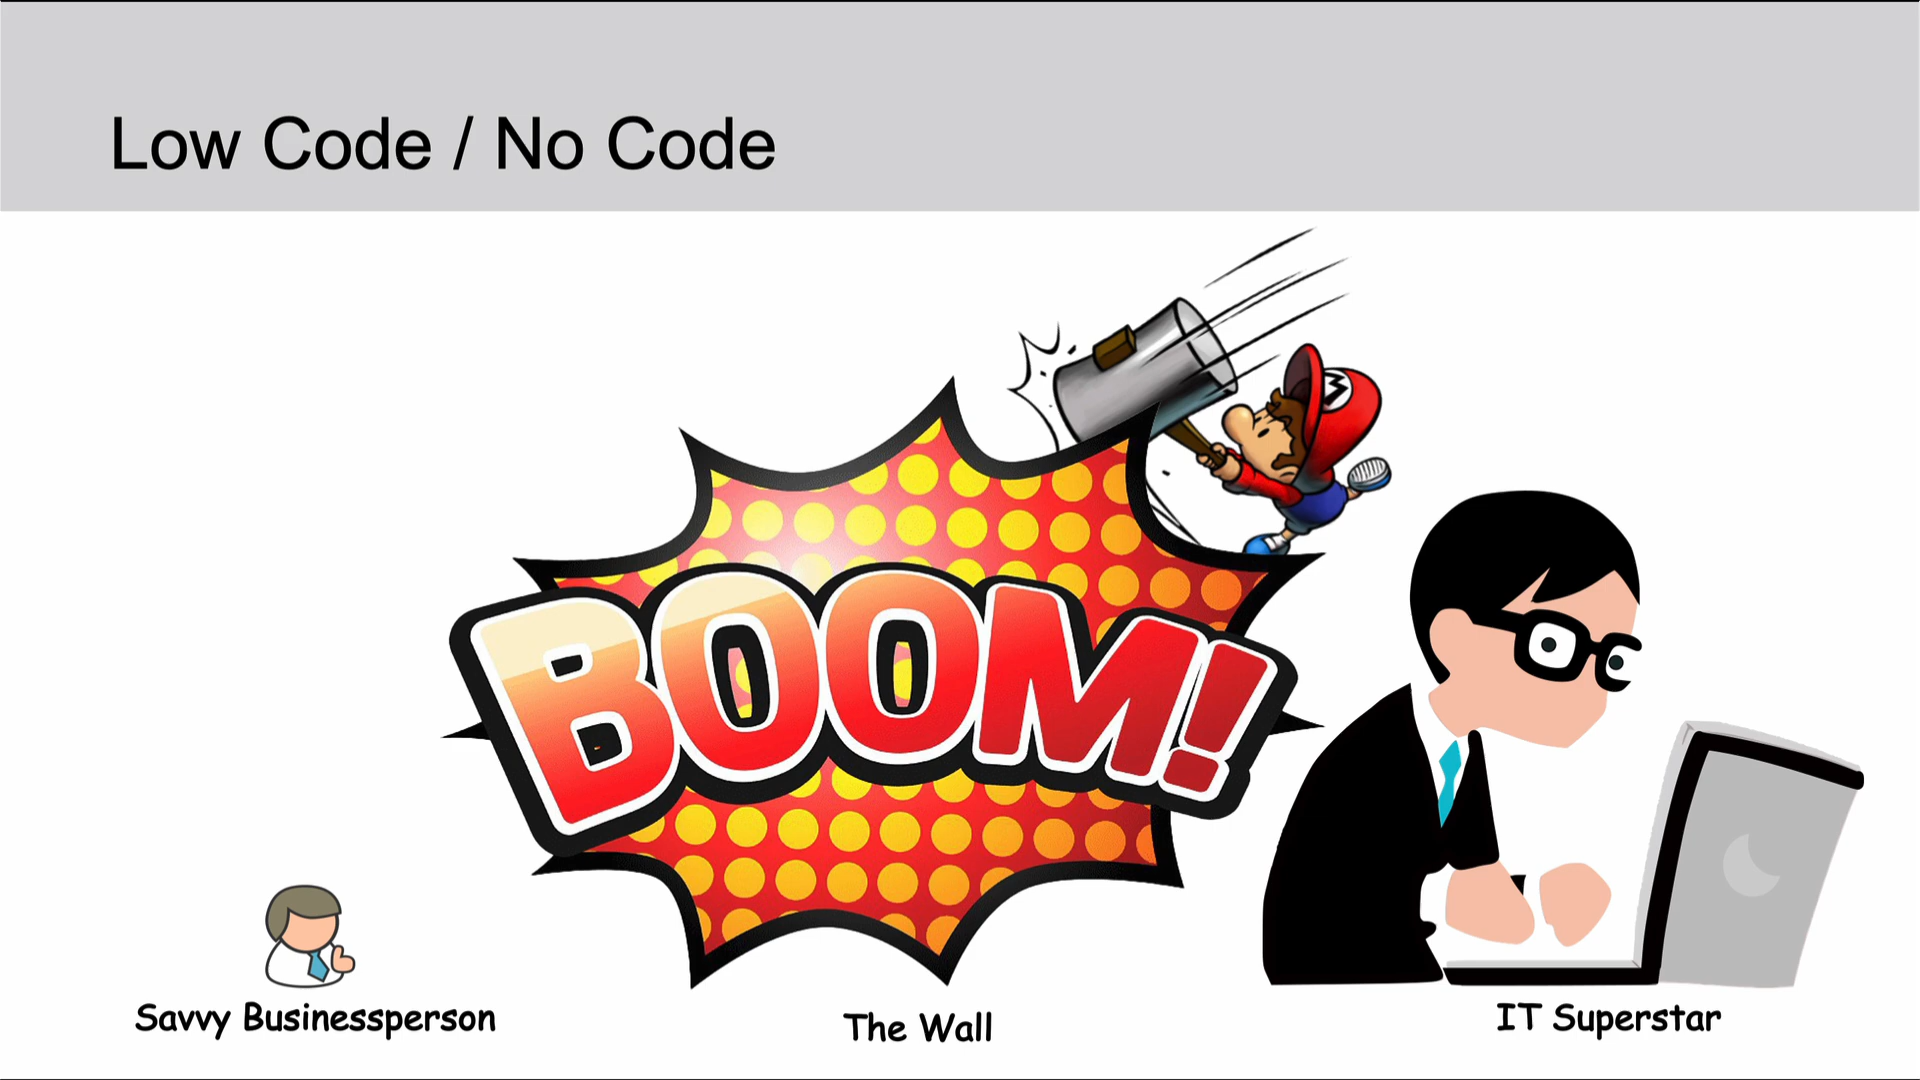 Low Code / No Code
M
BOOM!
Savvy Businessperson
The Wall
IT Superstar